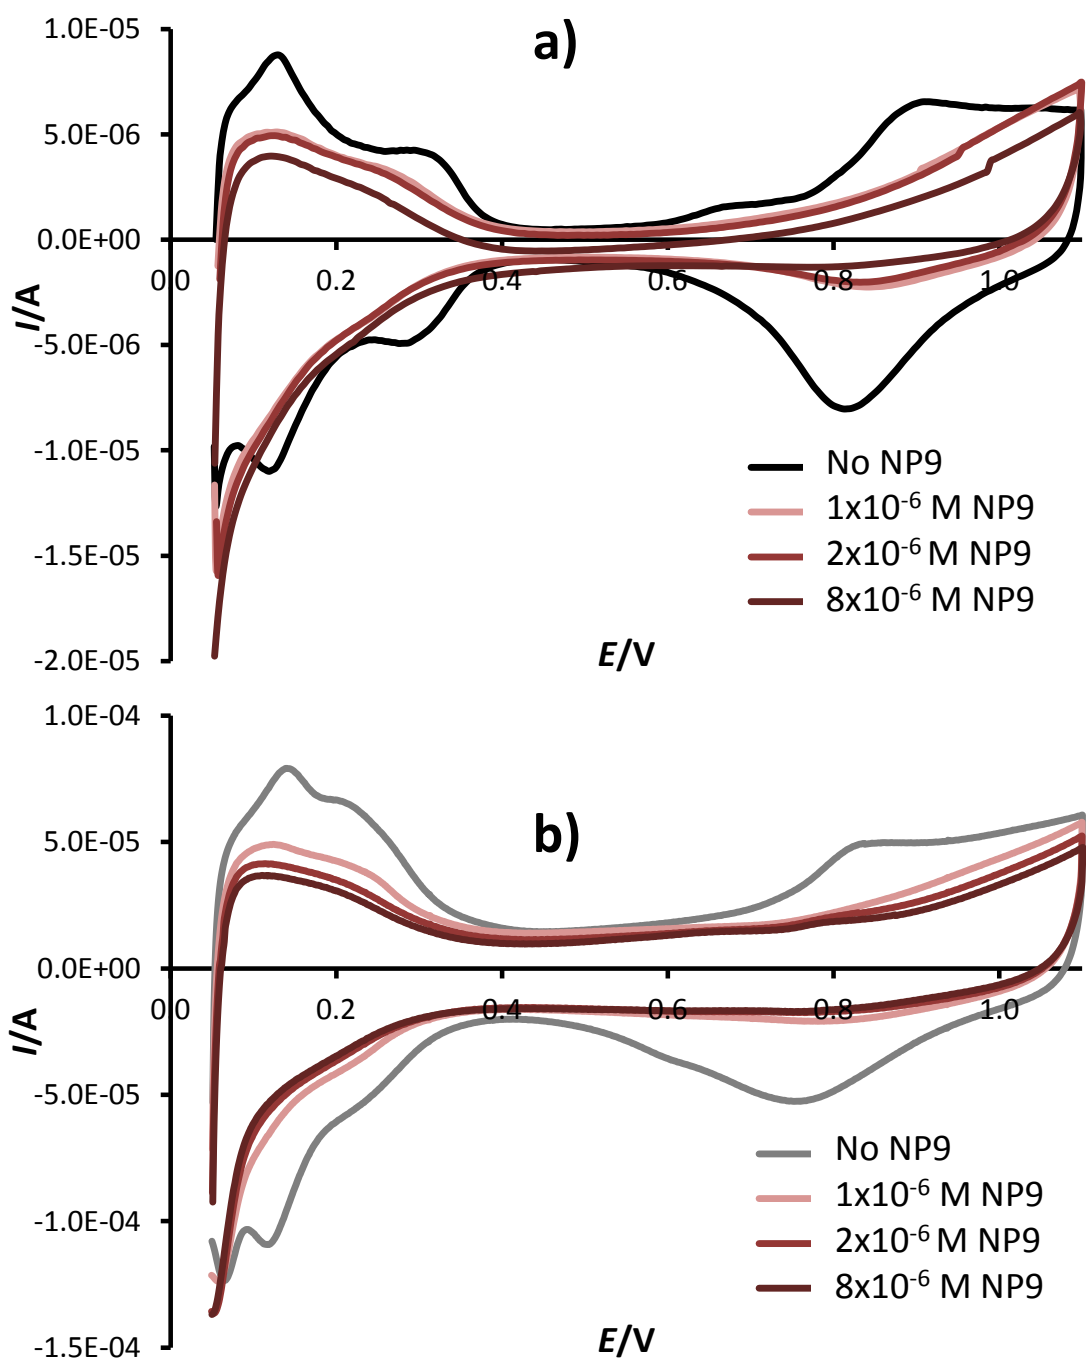 a)
1.0E-05
5.0E-06
0.0E+00
-5.0E-06
-1.0E-05
-1.5E-05
-2.0E-05
I/A
0.0 0.2 0.4 0.6 0.8 1.0
No NP9
1x10⁻⁶ M NP9
2x10⁻⁶ M NP9
8x10⁻⁶ M NP9
E/V
b)
1.0E-04
5.0E-05
0.0E+00
-5.0E-05
-1.0E-04
-1.5E-04
I/A
0.0 0.2 0.4 0.6 0.8 1.0
No NP9
1x10⁻⁶ M NP9
2x10⁻⁶ M NP9
8x10⁻⁶ M NP9
E/V